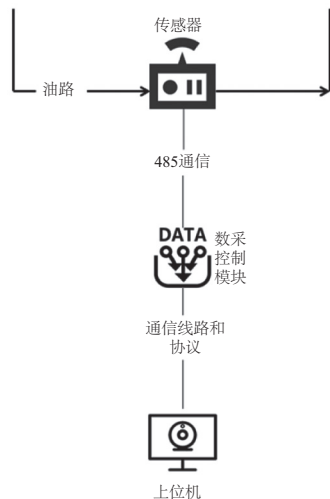 传感器
油路
485通信
DATA
数采
控制
模块
通信线路和
协议
上位机